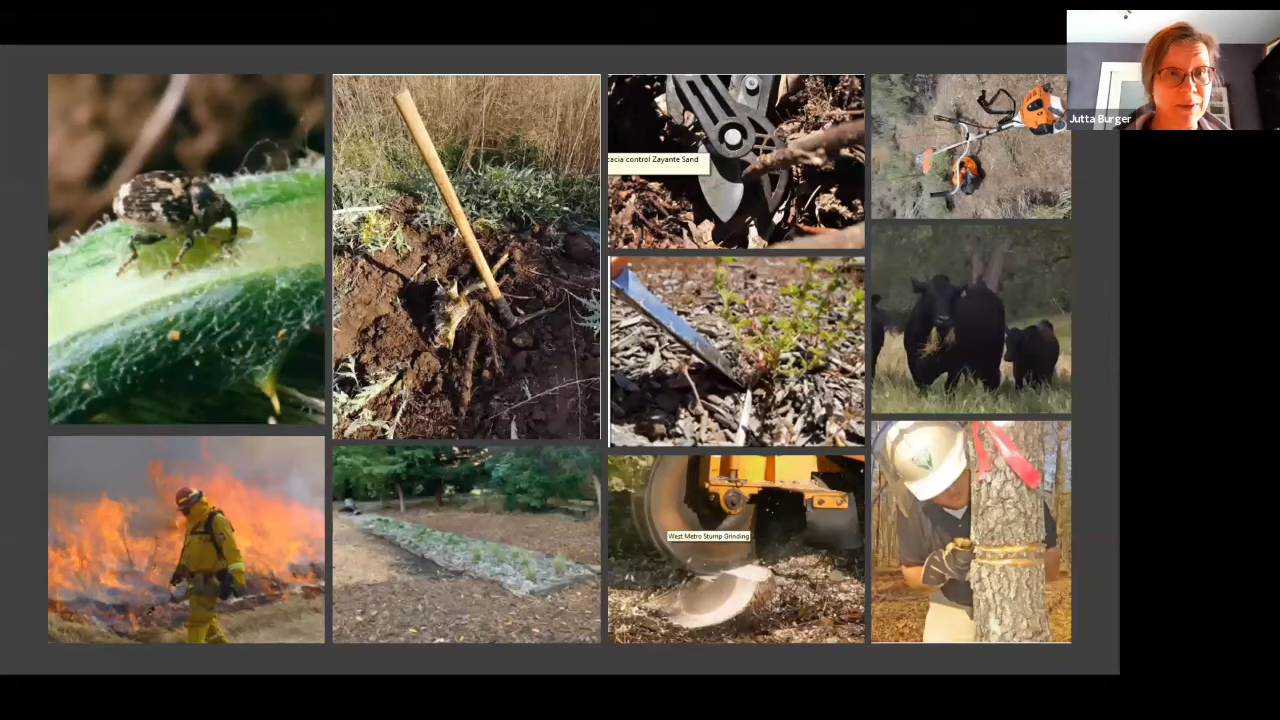 Jutta Burger
cacia control Zayante Sand
West Metro Stump Grinding